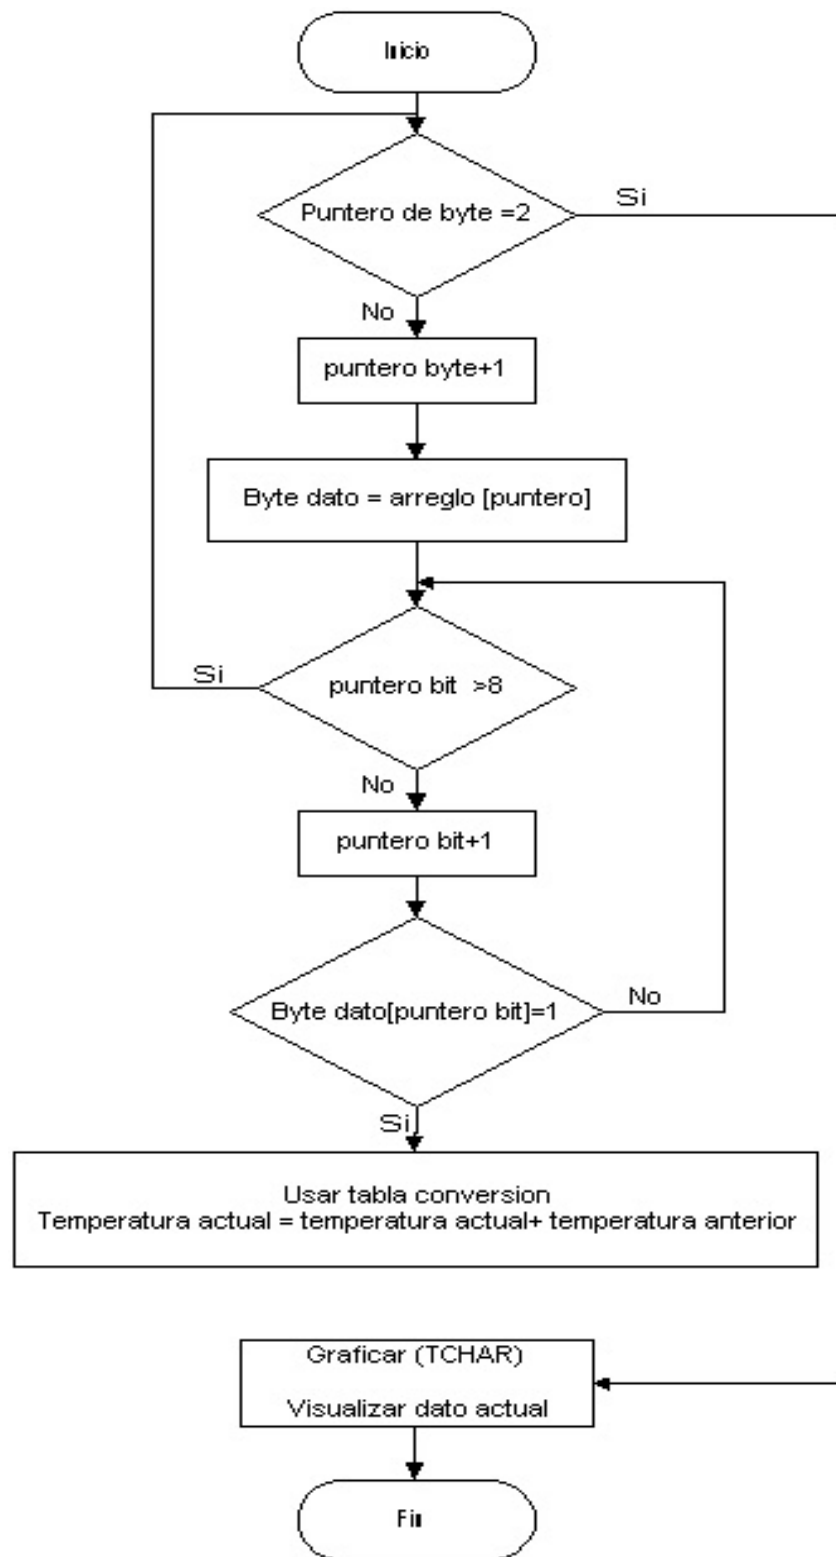 Inicio
Puntero de byte =2
Si
No
puntero byte+1
Byte dato = arreglo [puntero]
Si
puntero bit >8
No
puntero bit+1
Byte dato[puntero bit]=1
No
Si
Usar tabla conversion
Temperatura actual = temperatura actual+ temperatura anterior
Graficar (TCHAR)
Visualizar dato actual
Fin